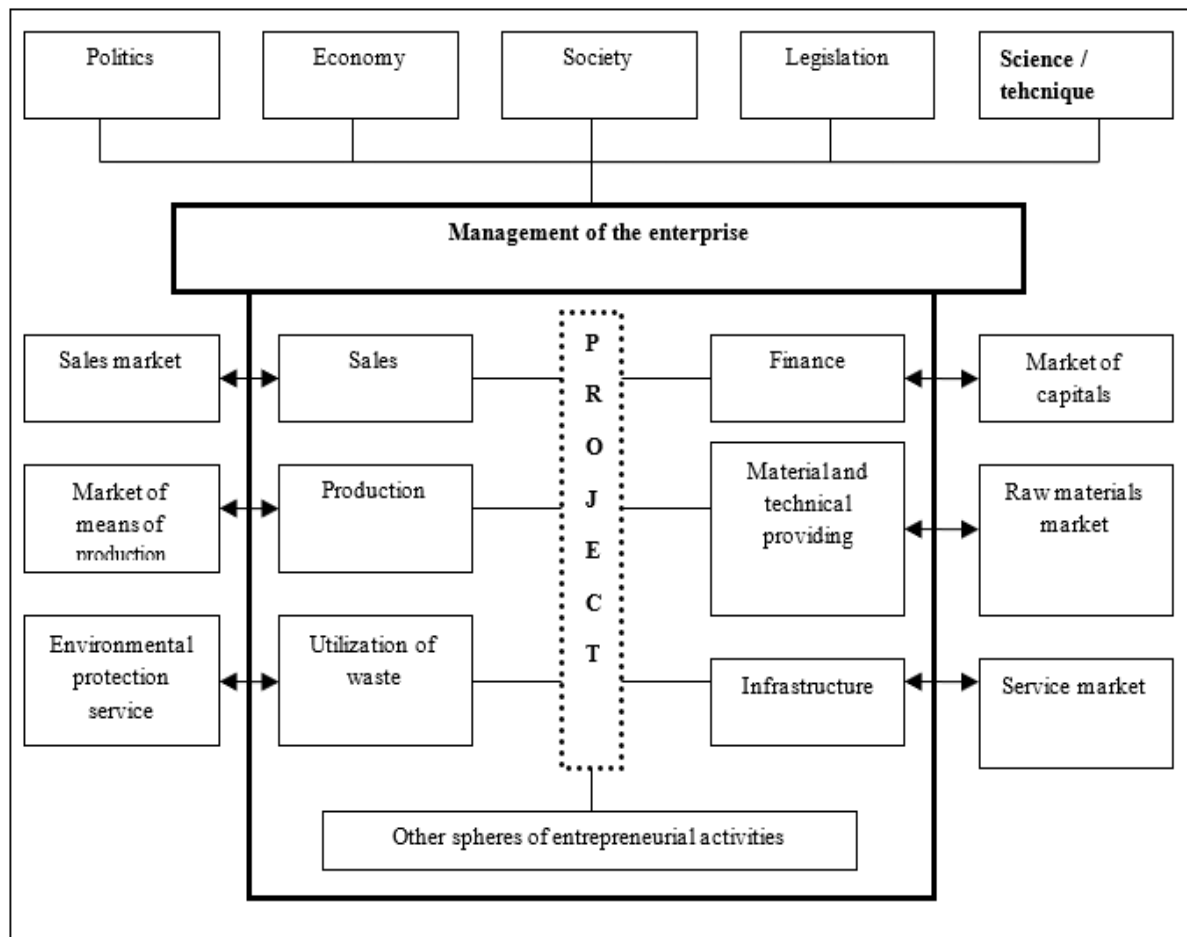 Politics
Economy
Society
Legislation
Science /
tehcnique
Management of the enterprise
Sales market
Sales
P
R
O
J
E
C
T
Finance
Market of
capitals
Market of
means of
production
Production
Material and
technical
providing
Raw materials
market
Environmental
protection
service
Utilization of
waste
Infrastructure
Service market
Other spheres of entrepreneurial activities